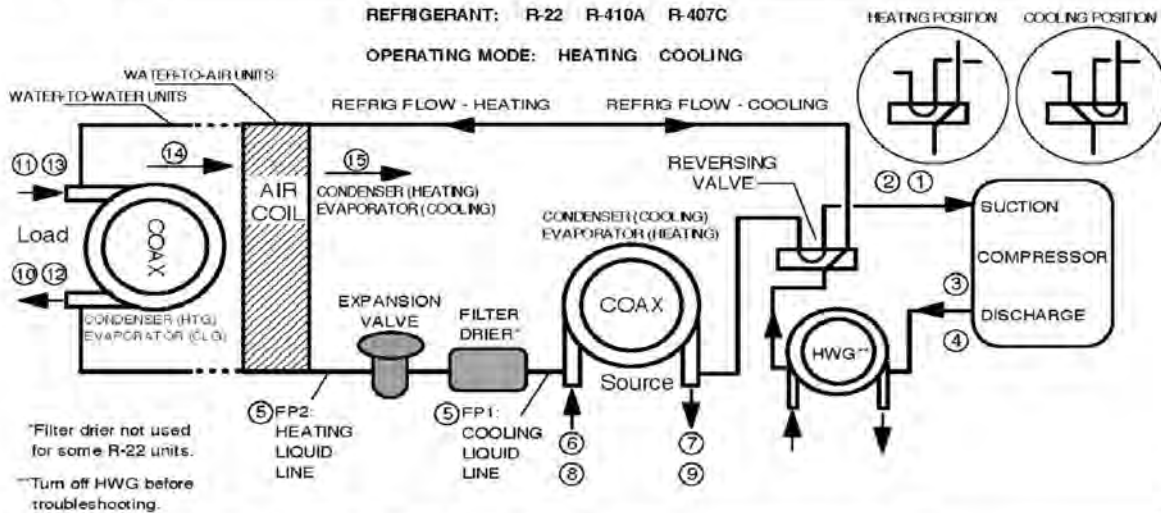 REFRIGERANT: R-22 R-410A R-407C
OPERATING MODE: HEATING COOLING
HEATING POSITION
COOLING POSITION
WATER-TO-AIR UNITS
WATER-TO-WATER UNITS
REFRIG FLOW - HEATING
REFRIG FLOW - COOLING
REVERSING
VALVE
11 13
14
15
2 1
AIR
COIL
CONDENSER (HEATING)
EVAPORATOR (COOLING)
CONDENSER (COOLING)
EVAPORATOR (HEATING)
SUCTION
COMPRESSOR
DISCHARGE
3
4
Load
COAX
10 12
CONDENSER (HTG)
EVAPORATOR (CLG)
EXPANSION
VALVE
FILTER
DRIER*
COAX
Source
HWG**
5 FP2:
HEATING
LIQUID
LINE
5 FP1:
COOLING
LIQUID
LINE
6
8
7
9
*Filter drier not used
for some R-22 units.
**Turn off HWG before
troubleshooting.